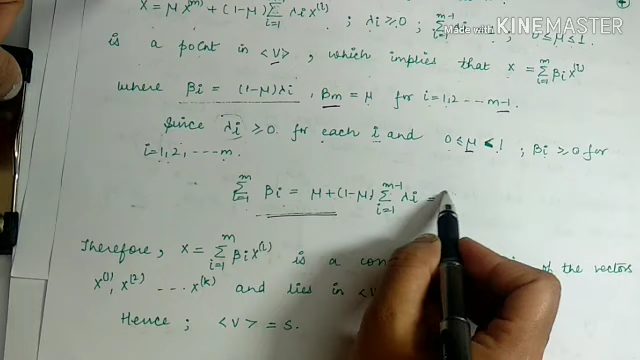 x = μ x^(m) + (1-μ) Σ_{i=1}^{m-1} λi x^(i) ; λi ≥ 0 ; Σ_{i=1}^{m-1} ; 0 ≤ μ ≤ 1.
Made with KINEMASTER
is a point in <V>, which implies that x = Σ_{i=1}^{m} βi x^(i)
where βi = (1-μ)λi, βm = μ for i=1,2 ... m-1.
Since λi ≥ 0 for each i and 0 ≤ μ < 1 ; βi ≥ 0 for
i=1, 2, ---- m.
Σ_{i=1}^{m} βi = μ + (1-μ) Σ_{i=1}^{m-1} λi =
Therefore, x = Σ_{i=1}^{m} βi x^(i) is a of the vectors
x^(1), x^(2) ... x^(k) and lies in <V
Hence ; <V> = S.